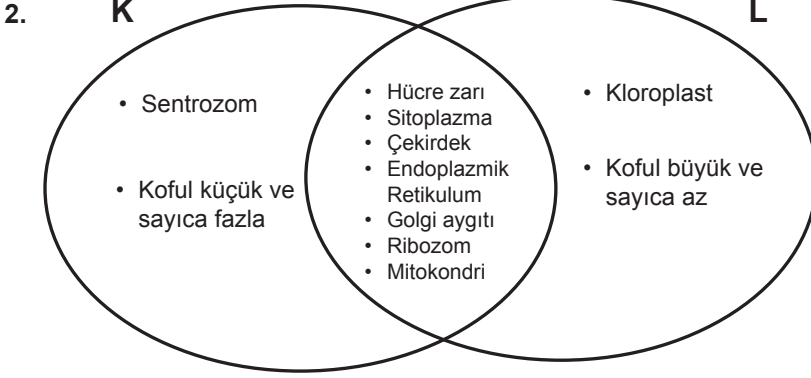 2.
K
L
• Sentrozom
• Koful küçük ve
sayıca fazla
• Hücre zarı
• Sitoplazma
• Çekirdek
• Endoplazmik
Retikulum
• Golgi aygıtı
• Ribozom
• Mitokondri
• Kloroplast
• Koful büyük ve
sayıca az